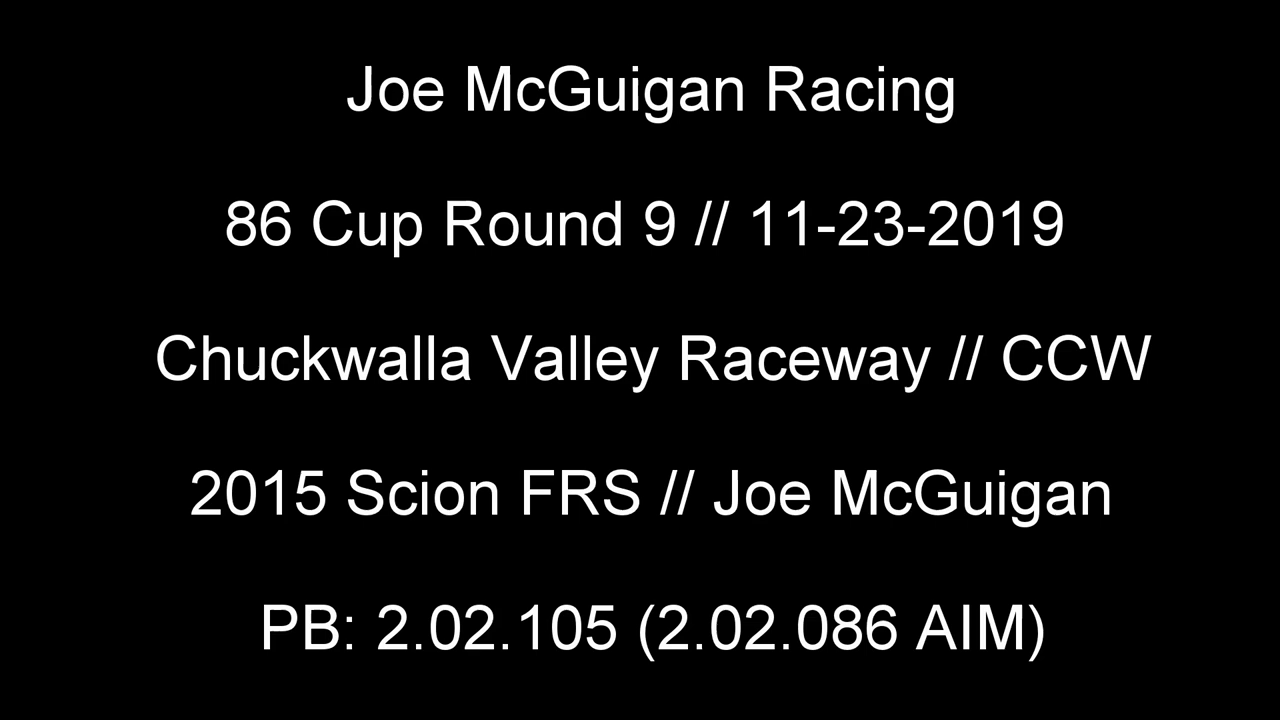 Joe McGuigan Racing
86 Cup Round 9 // 11-23-2019
Chuckwalla Valley Raceway // CCW
2015 Scion FRS // Joe McGuigan
PB: 2.02.105 (2.02.086 AIM)